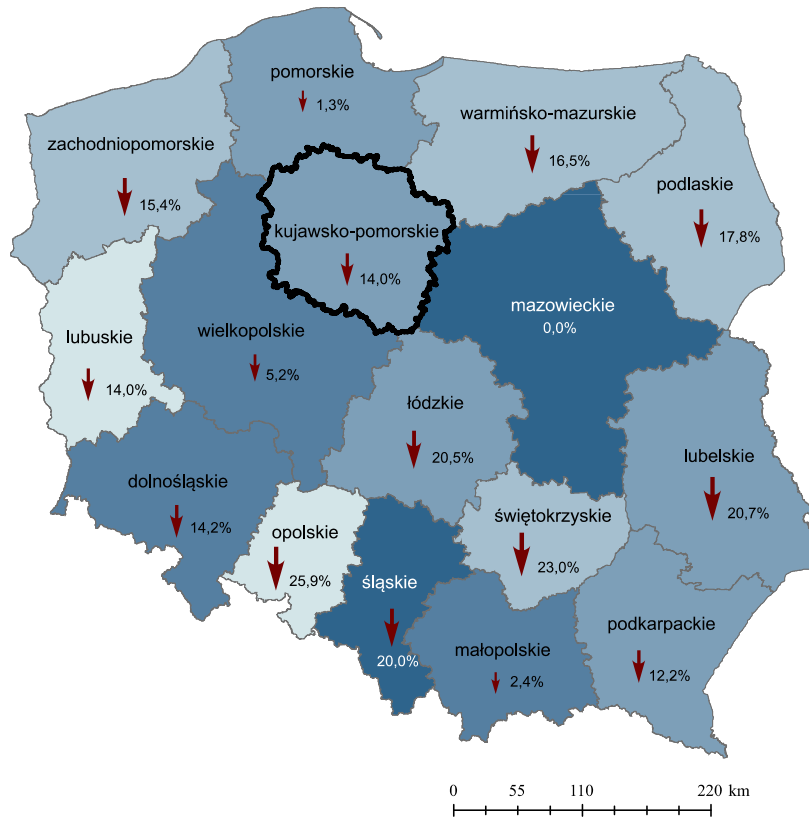 pomorskie
1,3%
warmińsko-mazurskie
16,5%
zachodniopomorskie
15,4%
podlaskie
17,8%
kujawsko-pomorskie
14,0%
mazowieckie
0,0%
lubuskie
14,0%
wielkopolskie
5,2%
łódzkie
20,5%
lubelskie
20,7%
dolnośląskie
14,2%
opolskie
25,9%
świętokrzyskie
23,0%
śląskie
20,0%
małopolskie
2,4%
podkarpackie
12,2%
0 55 110 220 km